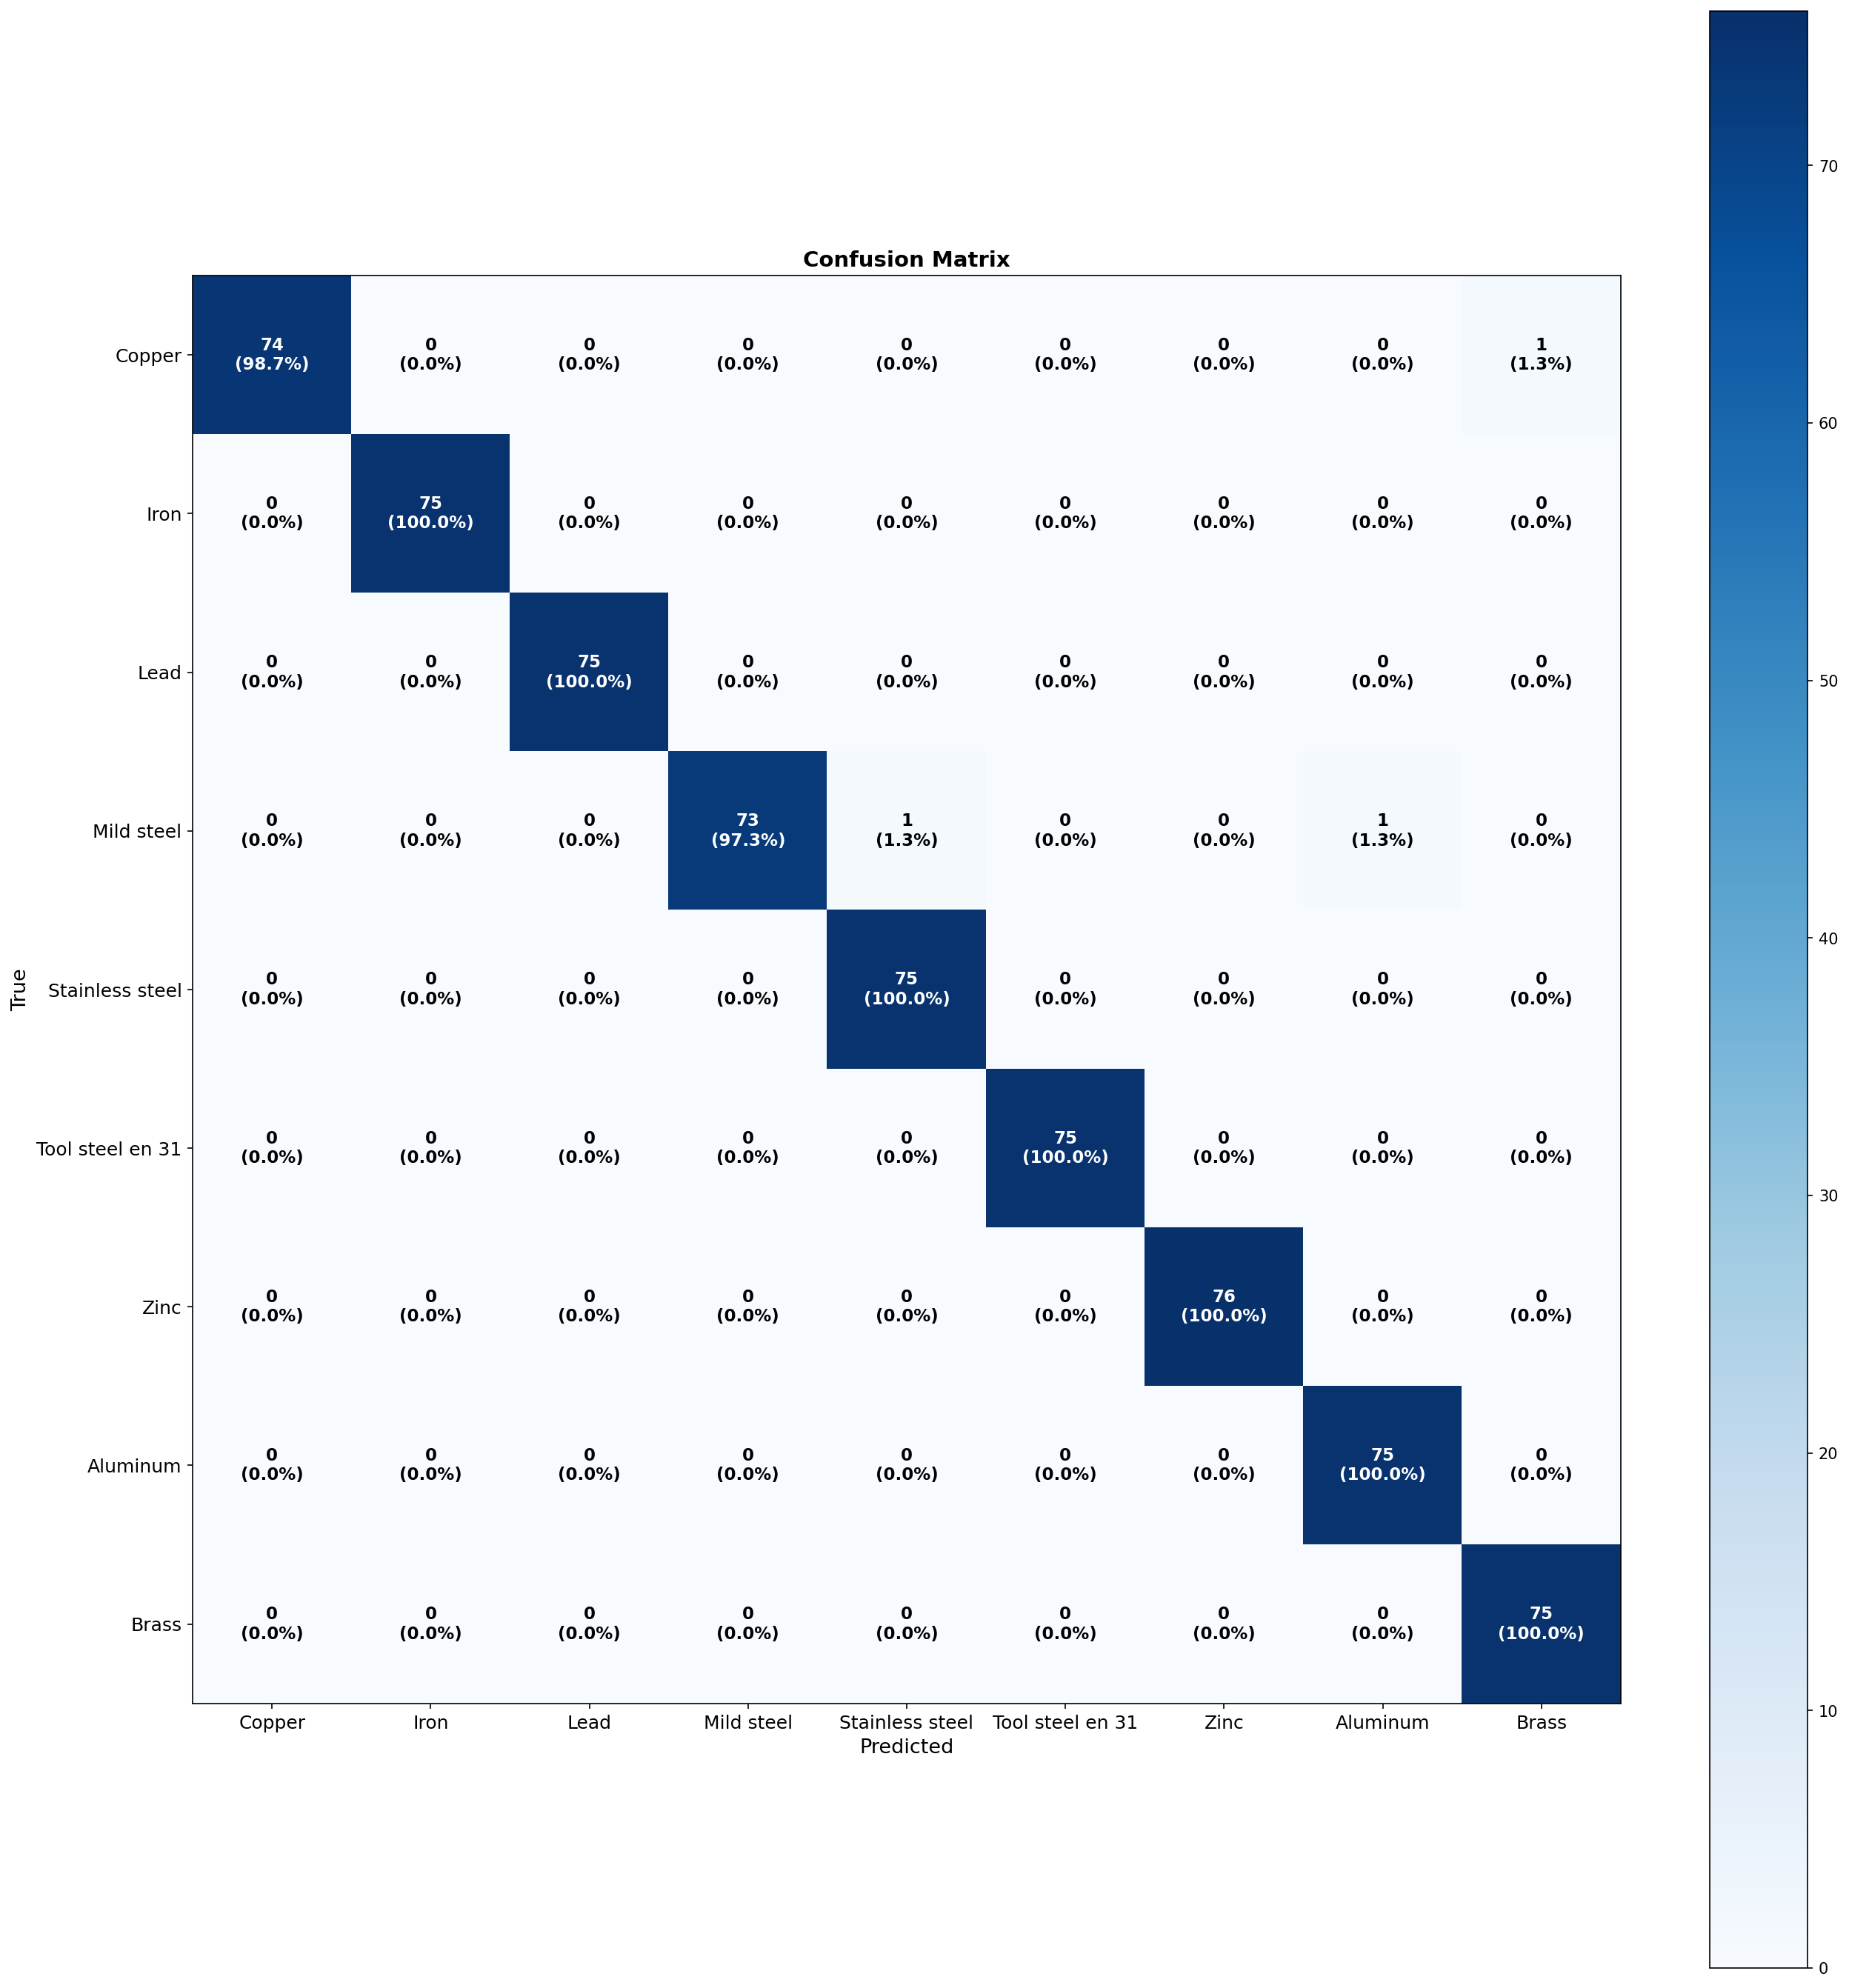 Confusion Matrix
Copper 74 0 0 0 0 0 0 0 1
(98.7%) (0.0%) (0.0%) (0.0%) (0.0%) (0.0%) (0.0%) (0.0%) (1.3%)
Iron 0 75 0 0 0 0 0 0 0
(0.0%) (100.0%) (0.0%) (0.0%) (0.0%) (0.0%) (0.0%) (0.0%) (0.0%)
Lead 0 0 75 0 0 0 0 0 0
(0.0%) (0.0%) (100.0%) (0.0%) (0.0%) (0.0%) (0.0%) (0.0%) (0.0%)
Mild steel 0 0 0 73 1 0 0 1 0
(0.0%) (0.0%) (0.0%) (97.3%) (1.3%) (0.0%) (0.0%) (1.3%) (0.0%)
Stainless steel 0 0 0 0 75 0 0 0 0
(0.0%) (0.0%) (0.0%) (0.0%) (100.0%) (0.0%) (0.0%) (0.0%) (0.0%)
Tool steel en 31 0 0 0 0 0 75 0 0 0
(0.0%) (0.0%) (0.0%) (0.0%) (0.0%) (100.0%) (0.0%) (0.0%) (0.0%)
Zinc 0 0 0 0 0 0 76 0 0
(0.0%) (0.0%) (0.0%) (0.0%) (0.0%) (0.0%) (100.0%) (0.0%) (0.0%)
Aluminum 0 0 0 0 0 0 0 75 0
(0.0%) (0.0%) (0.0%) (0.0%) (0.0%) (0.0%) (0.0%) (100.0%) (0.0%)
Brass 0 0 0 0 0 0 0 0 75
(0.0%) (0.0%) (0.0%) (0.0%) (0.0%) (0.0%) (0.0%) (0.0%) (100.0%)
True
Copper Iron Lead Mild steel Stainless steel Tool steel en 31 Zinc Aluminum Brass
Predicted
70
60
50
40
30
20
10
0